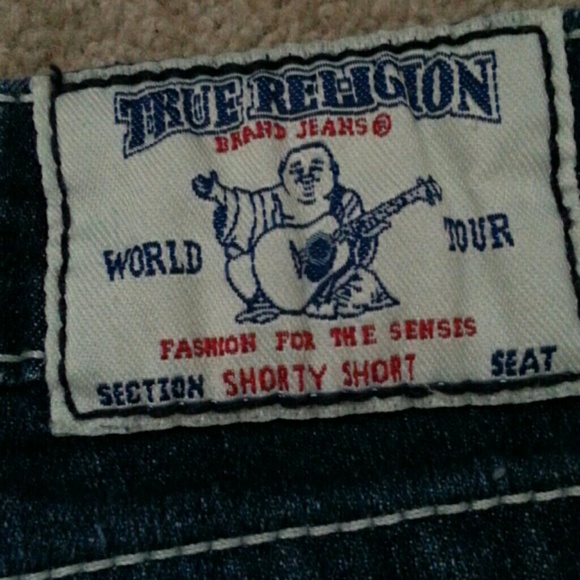 TRUE RELIGION
BRAND JEANS®
WORLD TOUR
FASHION FOR THE SENSES
SECTION SHORTY SHORT SEAT